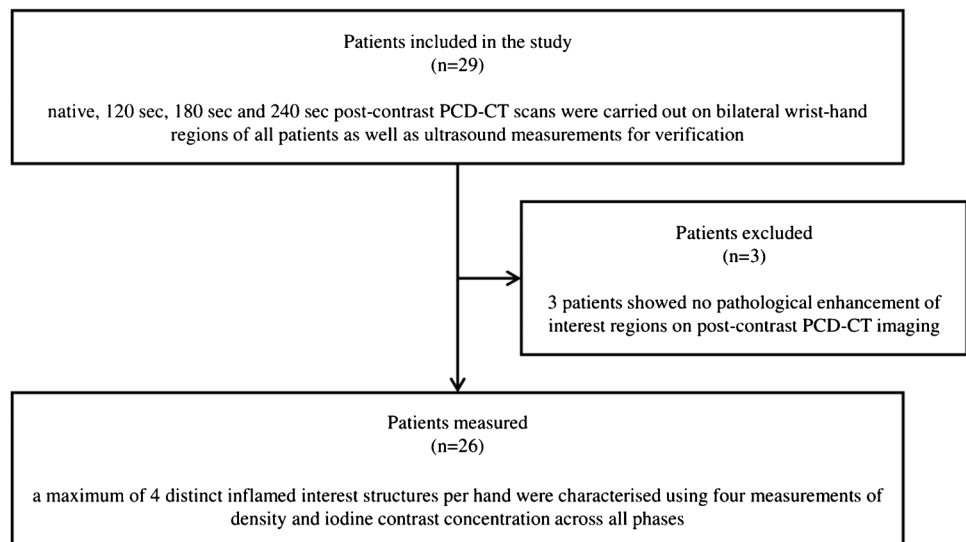 Patients included in the study
(n=29)
native, 120 sec, 180 sec and 240 sec post-contrast PCD-CT scans were carried out on bilateral wrist-hand
regions of all patients as well as ultrasound measurements for verification
Patients excluded
(n=3)
3 patients showed no pathological enhancement of
interest regions on post-contrast PCD-CT imaging
Patients measured
(n=26)
a maximum of 4 distinct inflamed interest structures per hand were characterised using four measurements of
density and iodine contrast concentration across all phases